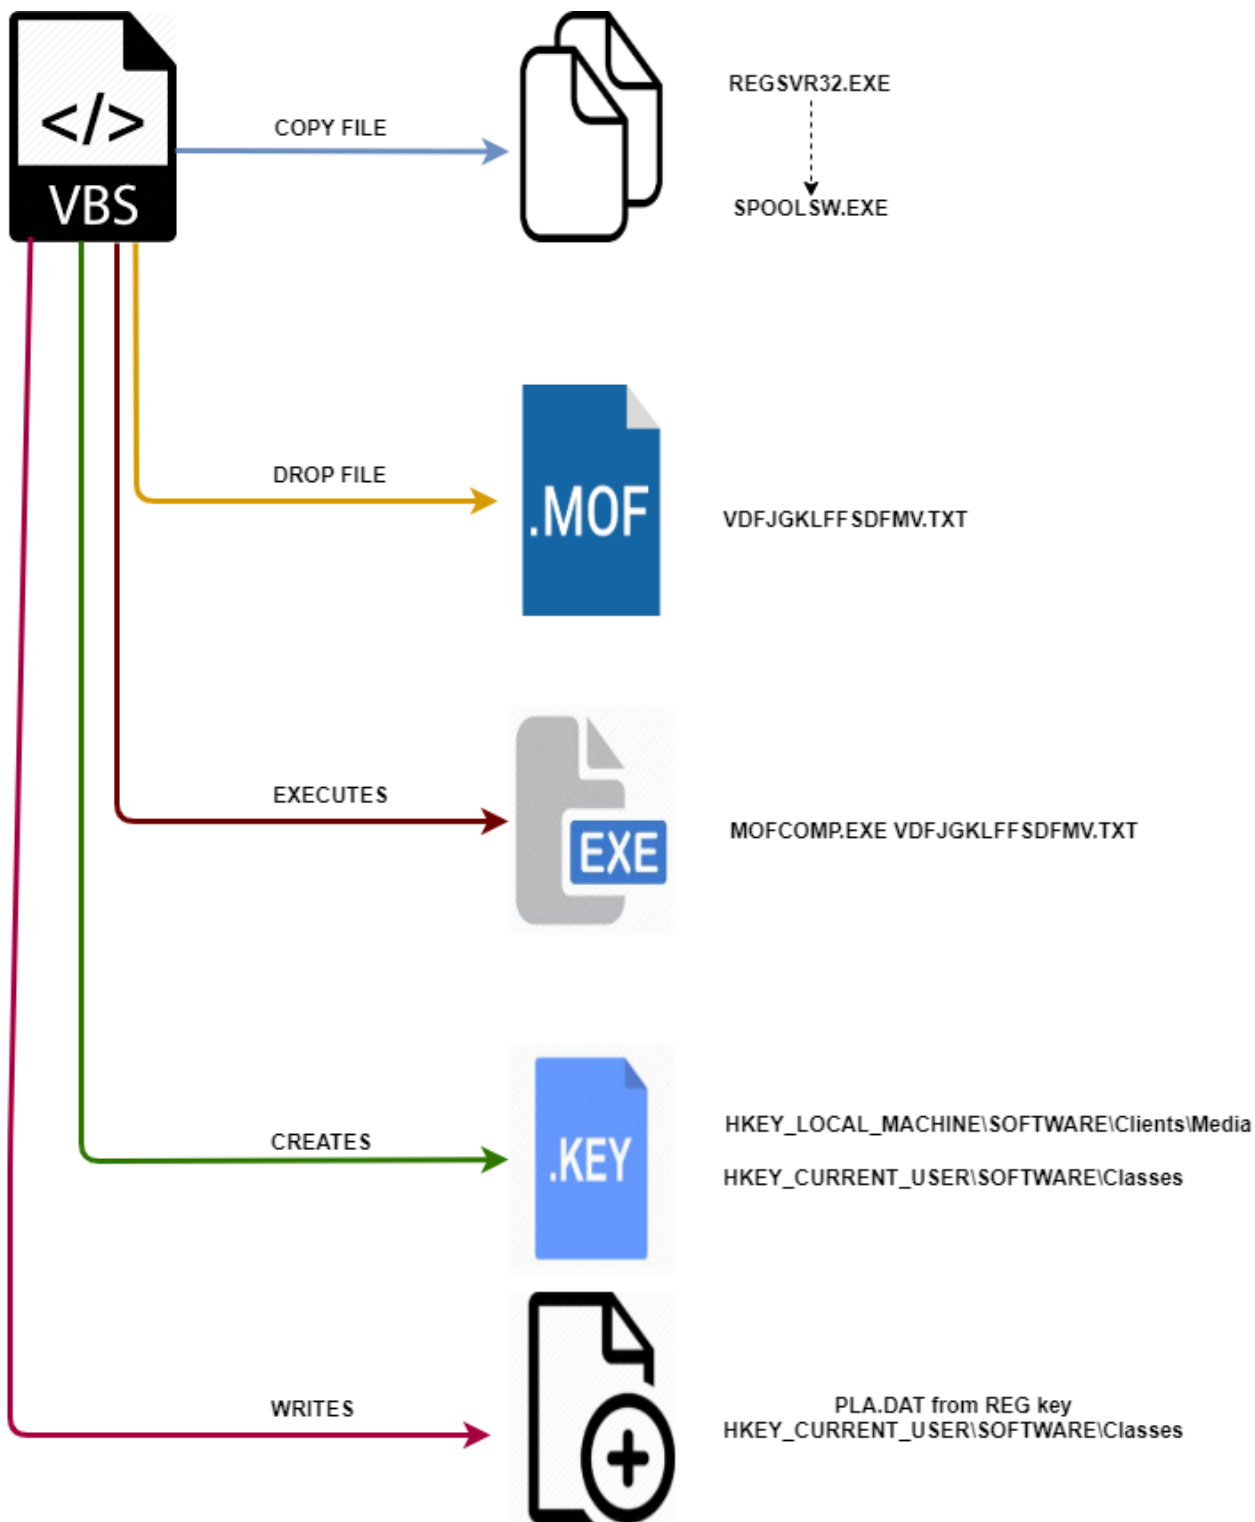 </>
VBS
COPY FILE
REGSVR32.EXE
SPOOLSW.EXE
DROP FILE
.MOF
VDFJGKLFFSDFMV.TXT
EXECUTES
EXE
MOFCOMP.EXE VDFJGKLFFSDFMV.TXT
CREATES
.KEY
HKEY_LOCAL_MACHINE\SOFTWARE\Clients\Media
HKEY_CURRENT_USER\SOFTWARE\Classes
WRITES
PLA.DAT from REG key
HKEY_CURRENT_USER\SOFTWARE\Classes